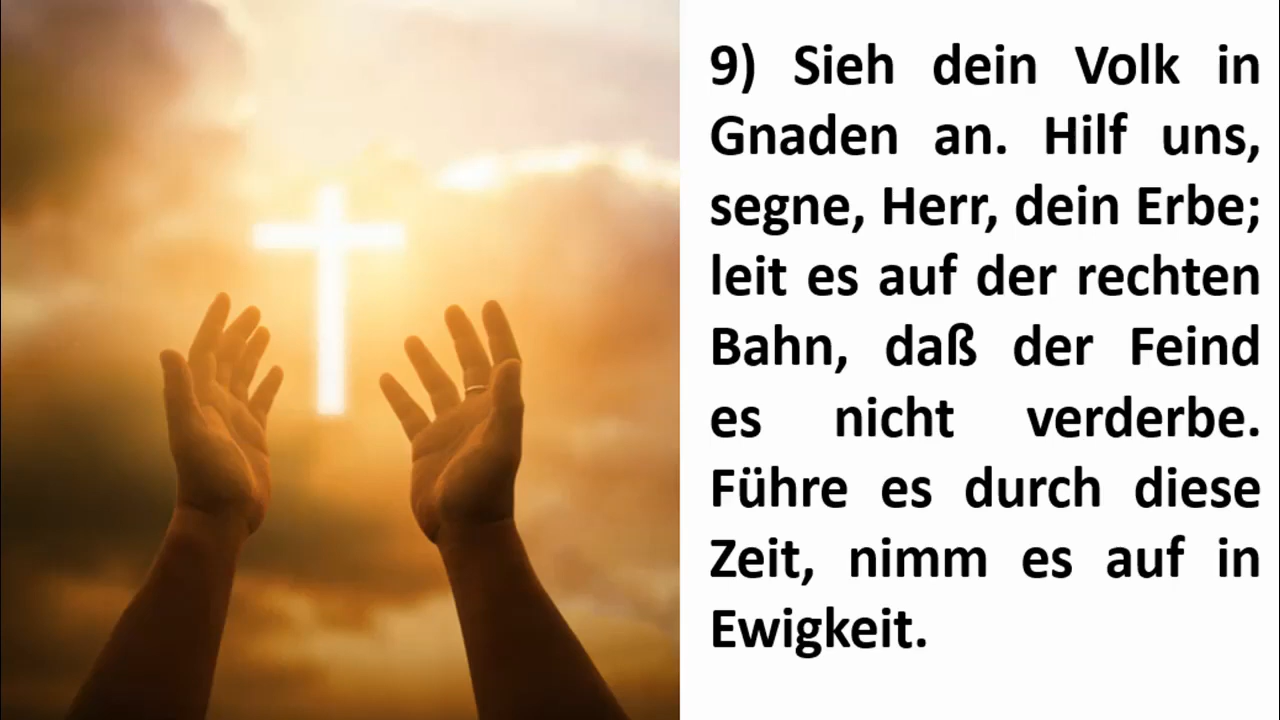 9) Sieh dein Volk in
Gnaden an. Hilf uns,
segne, Herr, dein Erbe;
leit es auf der rechten
Bahn, daß der Feind
es nicht verderbe.
Führe es durch diese
Zeit, nimm es auf in
Ewigkeit.